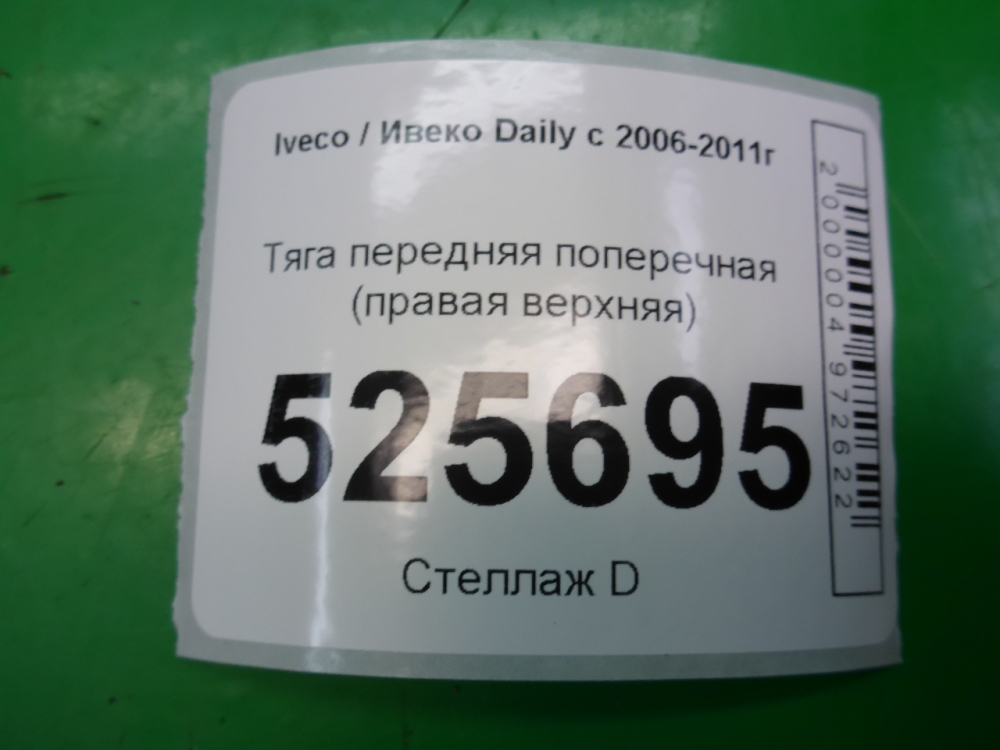 Iveco / Ивеко Daily с 2006-2011г
Тяга передняя поперечная
(правая верхняя)
525695
Стеллаж D
2000004972622